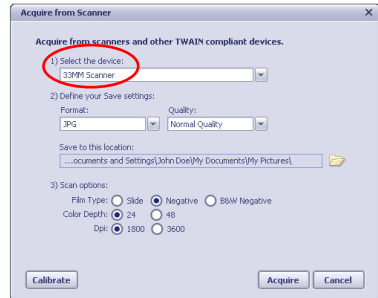 Acquire from Scanner
Acquire from scanners and other TWAIN compliant devices.
1) Select the device:
33MM Scanner
2) Define your Save settings:
Format: Quality:
JPG Normal Quality
Save to this location:
...ocuments and Settings\John Doe\My Documents\My Pictures\
3) Scan options:
Film Type: Slide Negative B&W Negative
Color Depth: 24 48
Dpi: 1800 3600
Calibrate Acquire Cancel